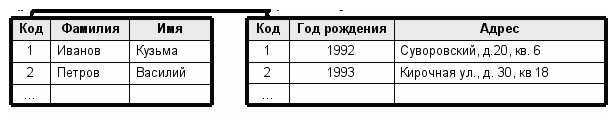 Код Фамилия Имя Код Год рождения Адрес
1 Иванов Кузьма 1 1992 Суворовский, д.20, кв. 6
2 Петров Василий 2 1993 Кирочная ул., д. 30, кв 18
... ...